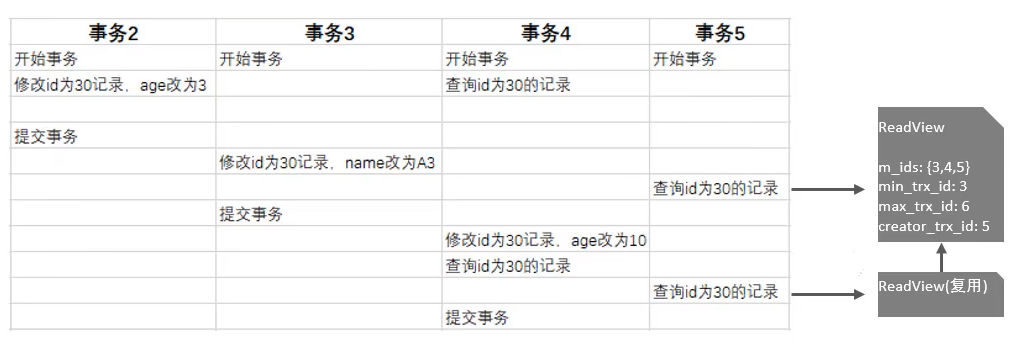 事务2 事务3 事务4 事务5
开始事务 开始事务 开始事务 开始事务
修改id为30记录，age改为3 查询id为30的记录
提交事务
修改id为30记录，name改为A3
查询id为30的记录
提交事务
修改id为30记录，age改为10
查询id为30的记录
查询id为30的记录
提交事务
ReadView
m_ids: {3,4,5}
min_trx_id: 3
max_trx_id: 6
creator_trx_id: 5
ReadView(复用)